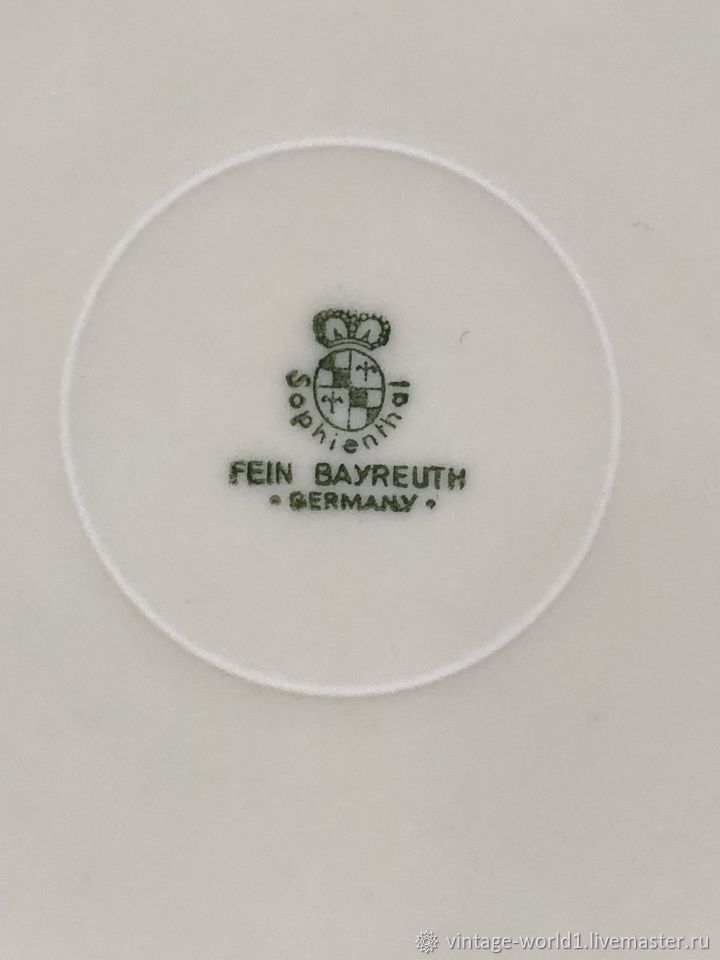 Sophienthal
FEIN BAYREUTH
• GERMANY •
vintage-world1.livemaster.ru